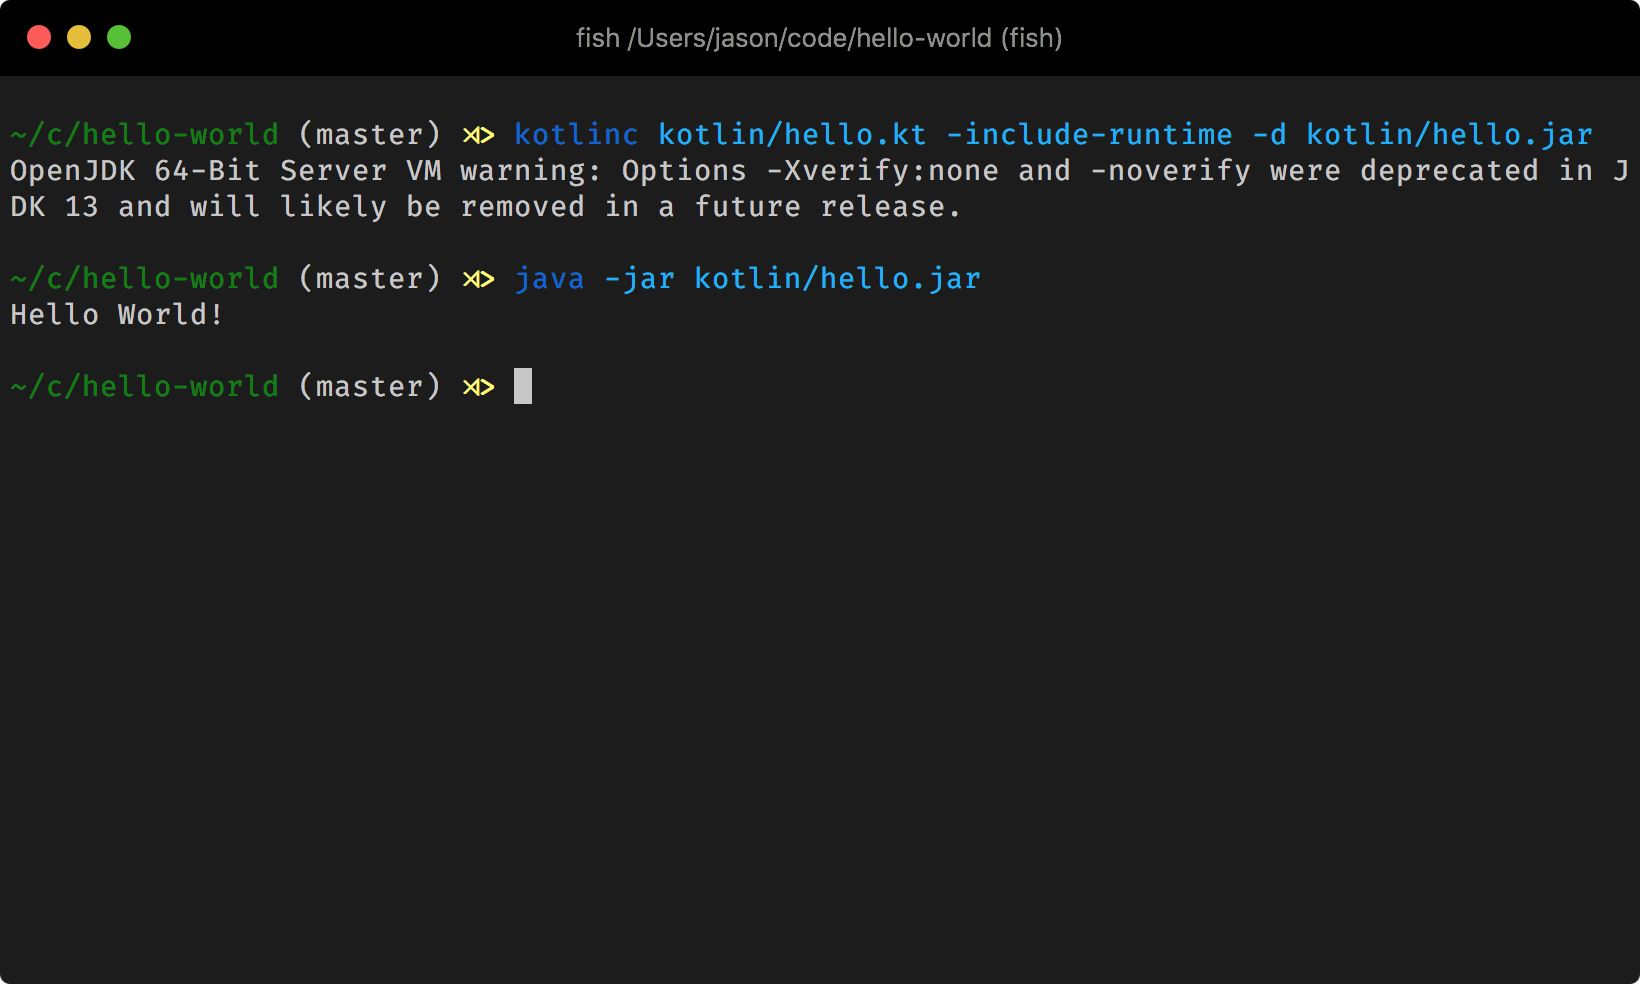 fish /Users/jason/code/hello-world (fish)
~/c/hello-world (master) ⋊> kotlinc kotlin/hello.kt -include-runtime -d kotlin/hello.jar
OpenJDK 64-Bit Server VM warning: Options -Xverify:none and -noverify were deprecated in J
DK 13 and will likely be removed in a future release.
~/c/hello-world (master) ⋊> java -jar kotlin/hello.jar
Hello World!
~/c/hello-world (master) ⋊>